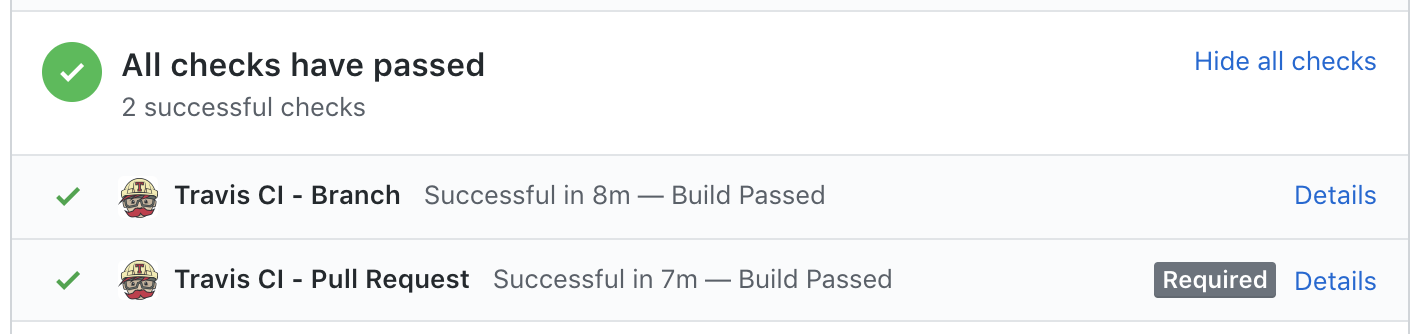 All checks have passed
Hide all checks
2 successful checks
Travis CI - Branch Successful in 8m — Build Passed Details
Travis CI - Pull Request Successful in 7m — Build Passed Required Details